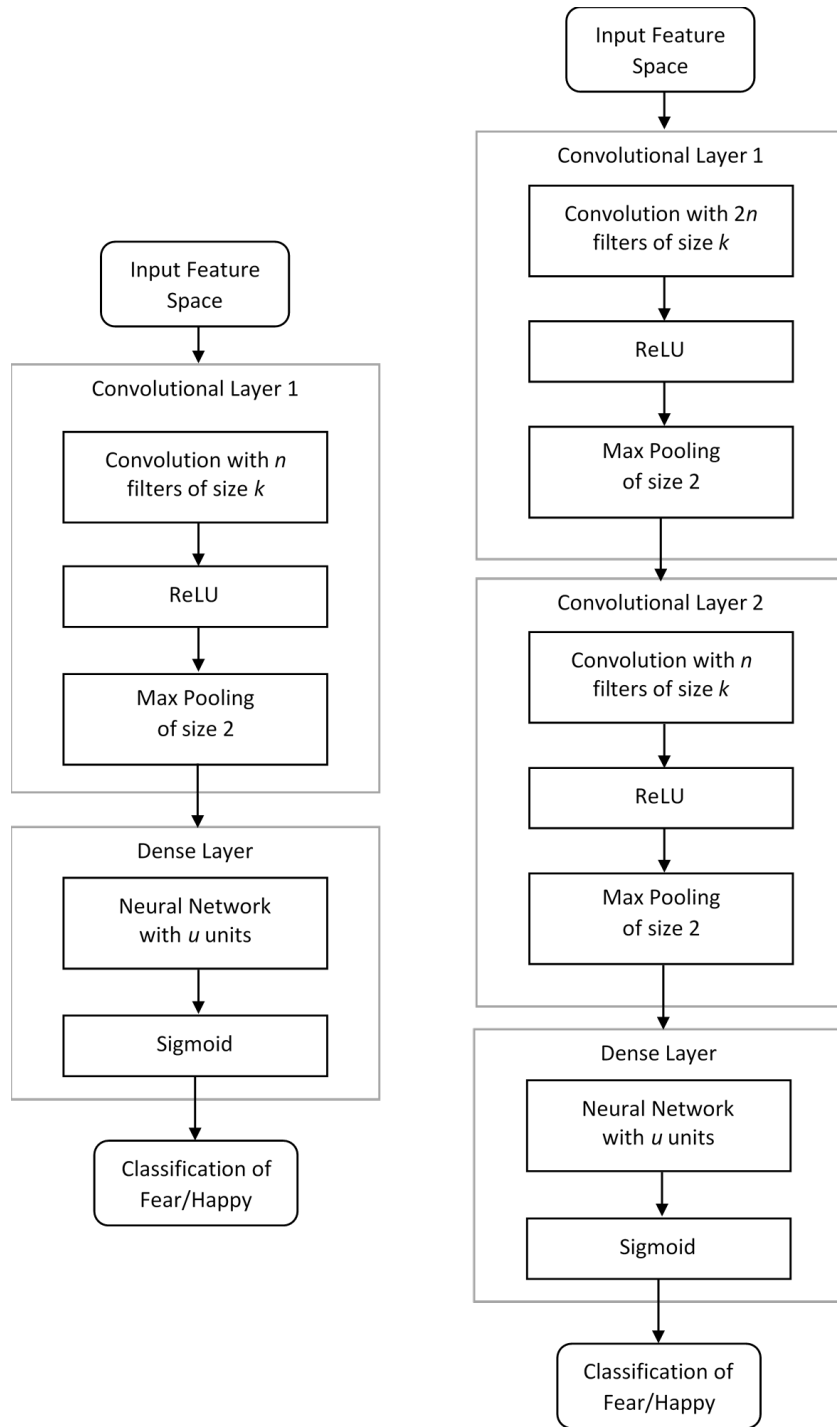 Input Feature
Space
Convolutional Layer 1
Convolution with n
filters of size k
ReLU
Max Pooling
of size 2
Dense Layer
Neural Network
with u units
Sigmoid
Classification of
Fear/Happy
Input Feature
Space
Convolutional Layer 1
Convolution with 2n
filters of size k
ReLU
Max Pooling
of size 2
Convolutional Layer 2
Convolution with n
filters of size k
ReLU
Max Pooling
of size 2
Dense Layer
Neural Network
with u units
Sigmoid
Classification of
Fear/Happy